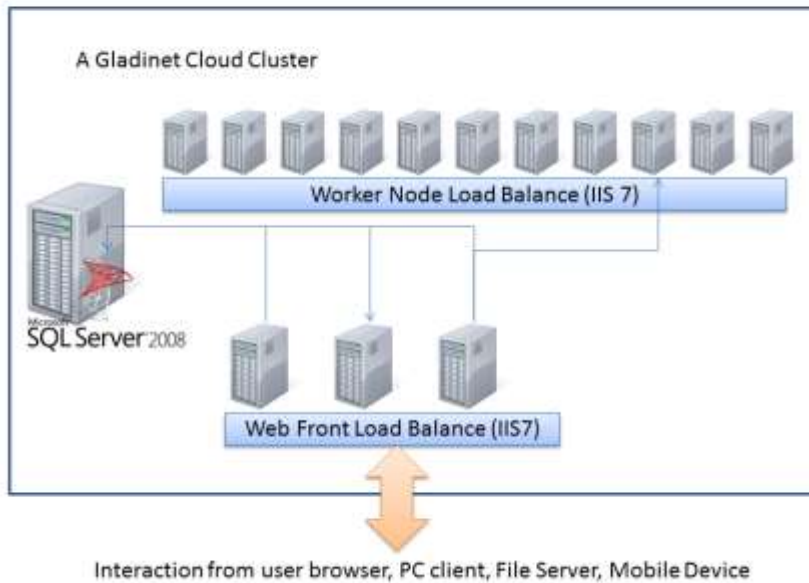 A Gladinet Cloud Cluster
Worker Node Load Balance (IIS 7)
Microsoft
SQL Server 2008
Web Front Load Balance (IIS7)
Interaction from user browser, PC client, File Server, Mobile Device